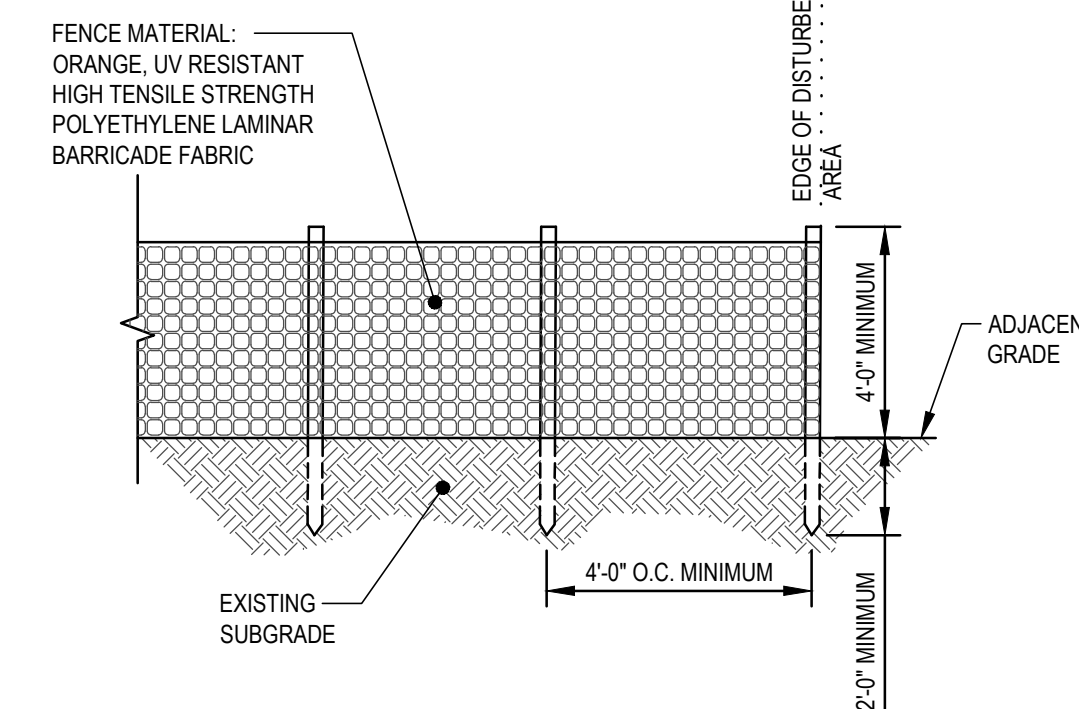 FENCE MATERIAL:
ORANGE, UV RESISTANT
HIGH TENSILE STRENGTH
POLYETHYLENE LAMINAR
BARRICADE FABRIC
EDGE OF DISTURBE
AREA
4'-0" MINIMUM
ADJACEN
GRADE
4'-0" O.C. MINIMUM
2'-0" MINIMUM
EXISTING
SUBGRADE